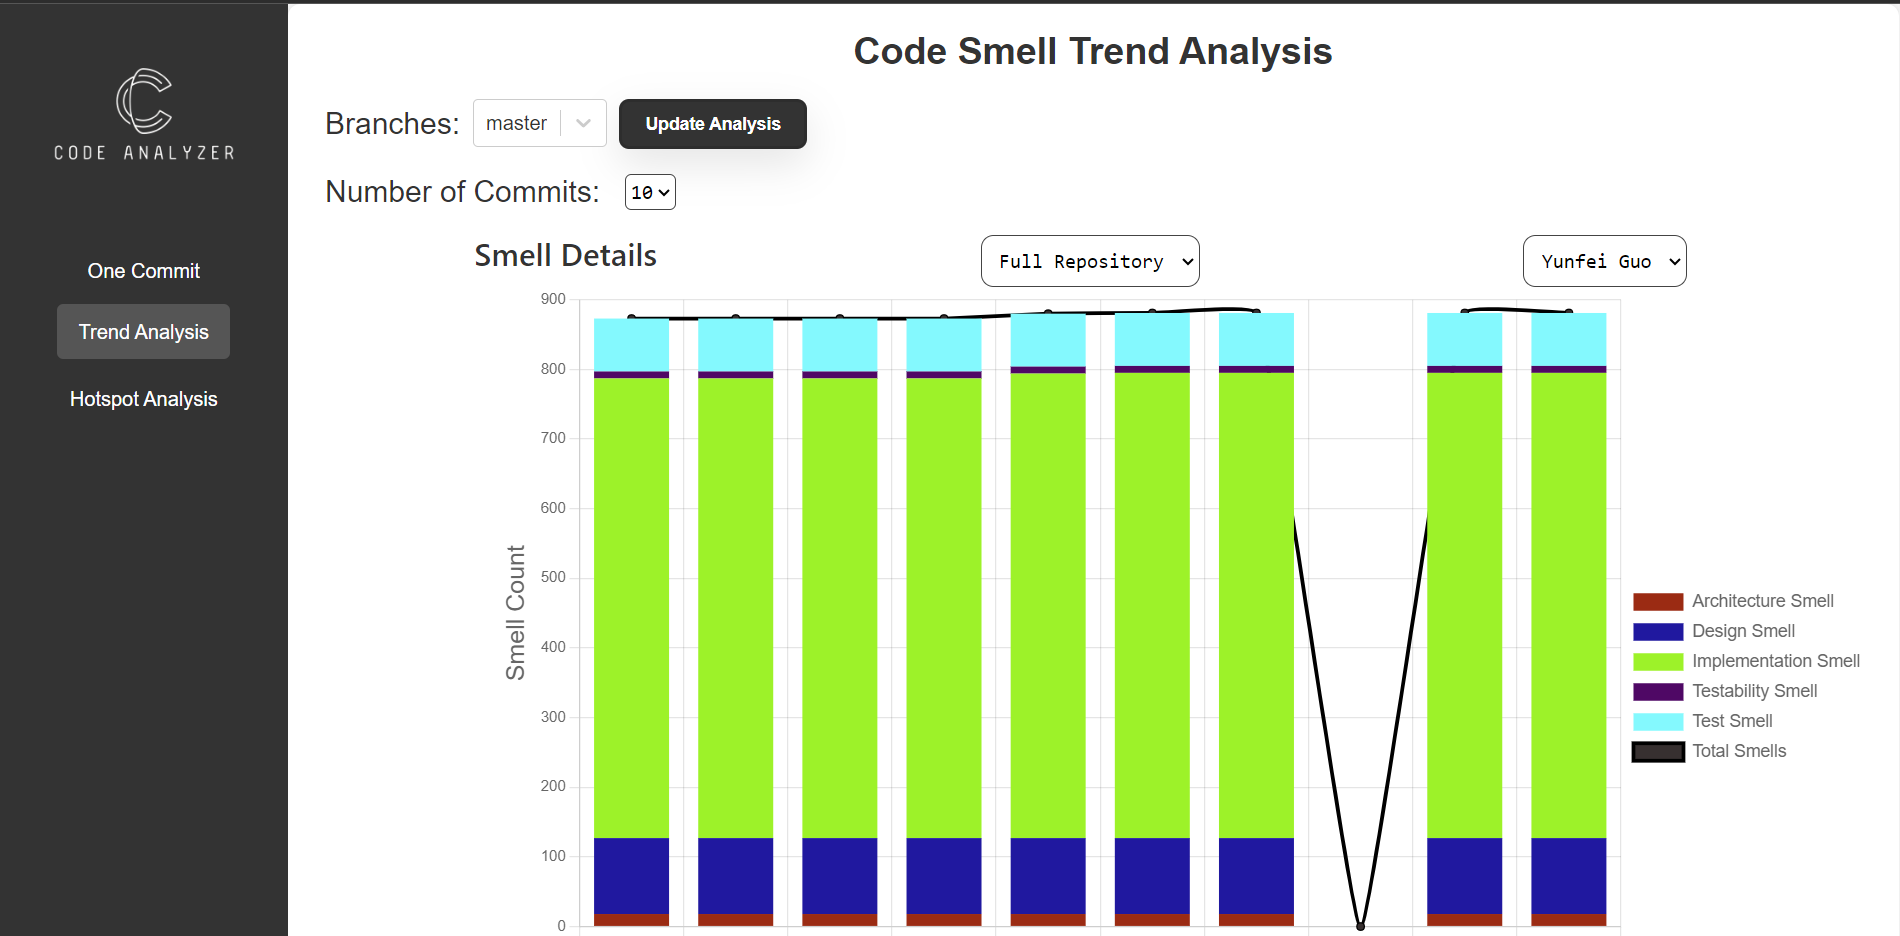 Code Smell Trend Analysis
CODE ANALYZER
One Commit
Trend Analysis
Hotspot Analysis
Branches: master Update Analysis
Number of Commits: 10
Smell Details Full Repository Yunfei Guo
900
800
700
600
500
400
300
200
100
0
Smell Count
Architecture Smell
Design Smell
Implementation Smell
Testability Smell
Test Smell
Total Smells